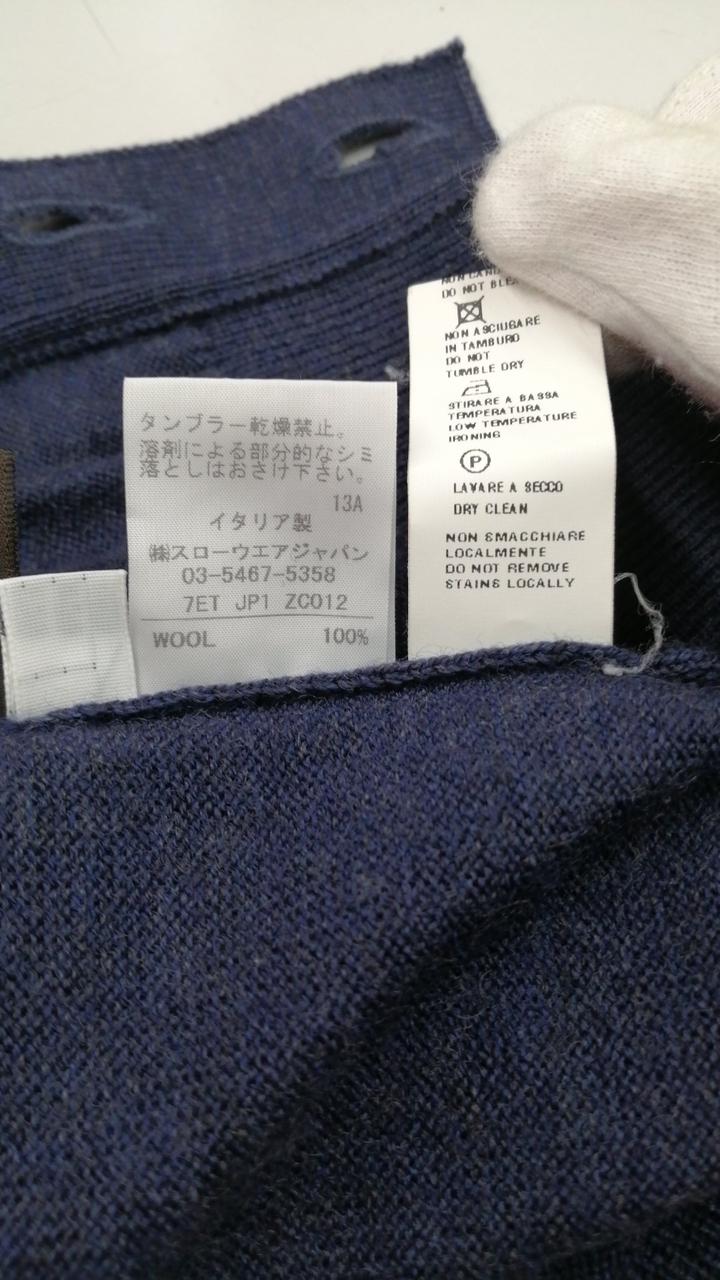 タンブラー乾燥禁止。
溶剤による部分的なシミ
落としはおさけ下さい。
13A
イタリア製
㈱スローウエアジャパン
03-5467-5358
7ET JP1 ZC012
WOOL 100%
DO NOT BLEA
NON ASCIUGARE
IN TAMBURO
DO NOT
TUMBLE DRY
STIRARE A BASSA
TEMPERATURA
LOW TEMPERATURE
IRONING
P
LAVARE A SECCO
DRY CLEAN
NON SMACCHIARE
LOCALMENTE
DO NOT REMOVE
STAINS LOCALLY